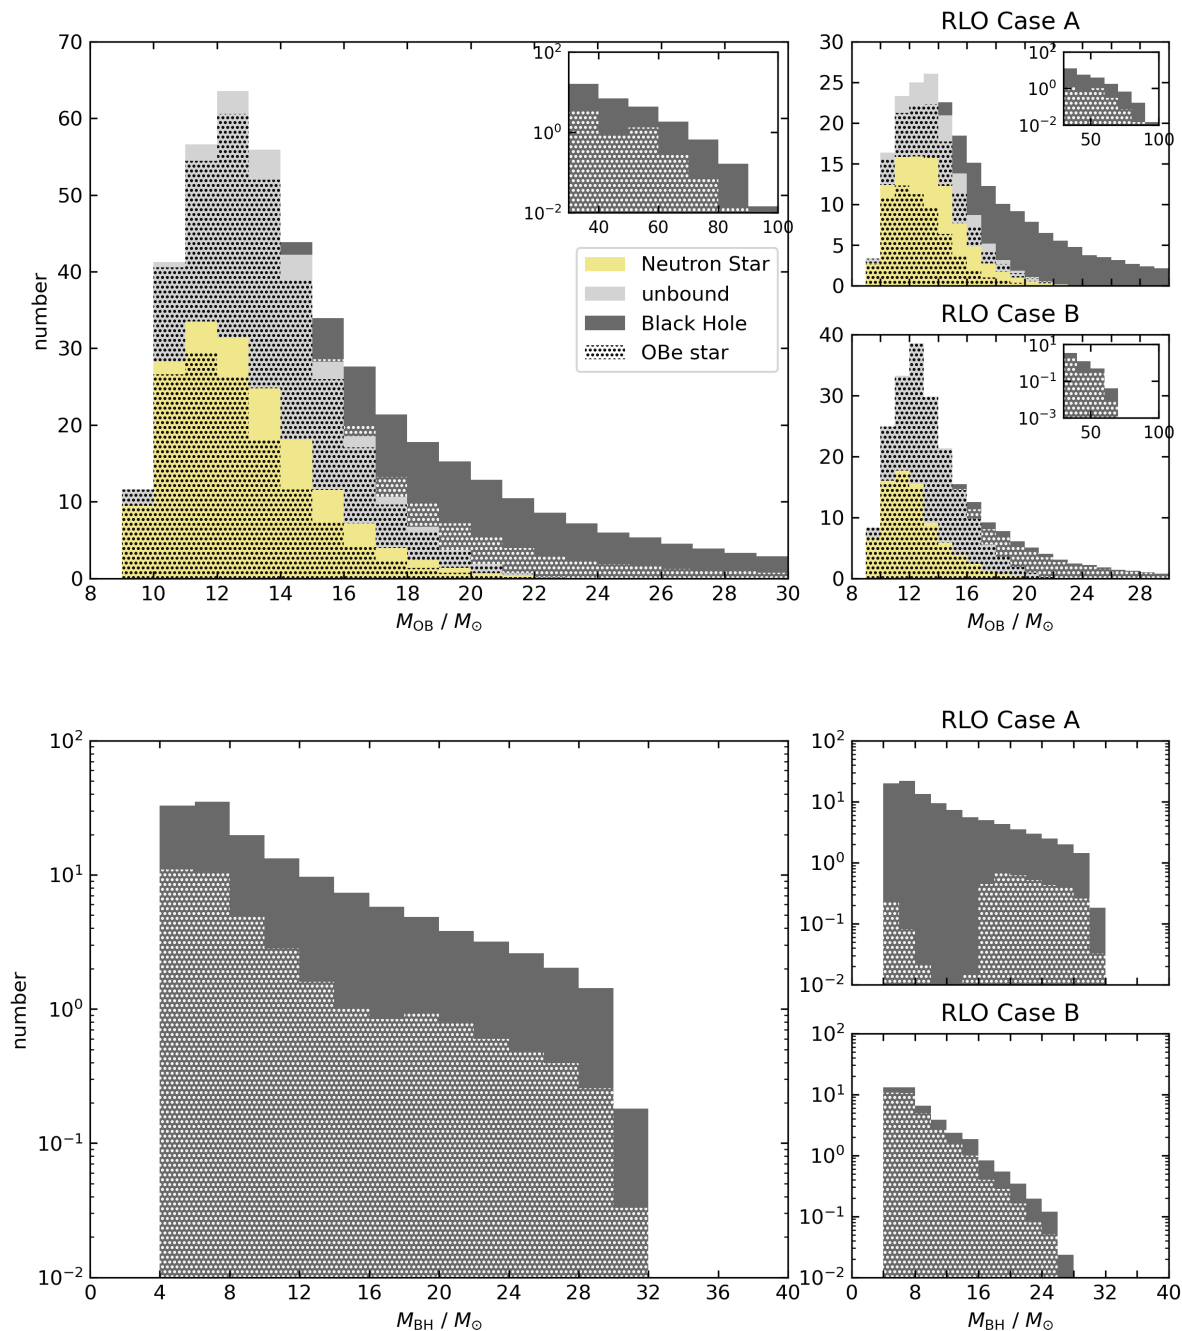 RLO Case A
70
60
50
40
30
20
10
0
number
8 10 12 14 16 18 20 22 24 26 28 30
M_OB / M_⊙
10^2
10^0
10^−2
40 60 80 100
Neutron Star
unbound
Black Hole
OBe star
30
25
20
15
10
5
0
10^2
10^0
10^−2
50 100
RLO Case B
40
30
20
10
0
8 12 16 20 24 28
M_OB / M_⊙
10^1
10^−1
10^−3
50 100
10^2
10^1
10^0
10^−1
10^−2
number
0 4 8 12 16 20 24 28 32 36 40
M_BH / M_⊙
RLO Case A
10^2
10^1
10^0
10^−1
10^−2
RLO Case B
10^2
10^1
10^0
10^−1
10^−2
0 8 16 24 32 40
M_BH / M_⊙